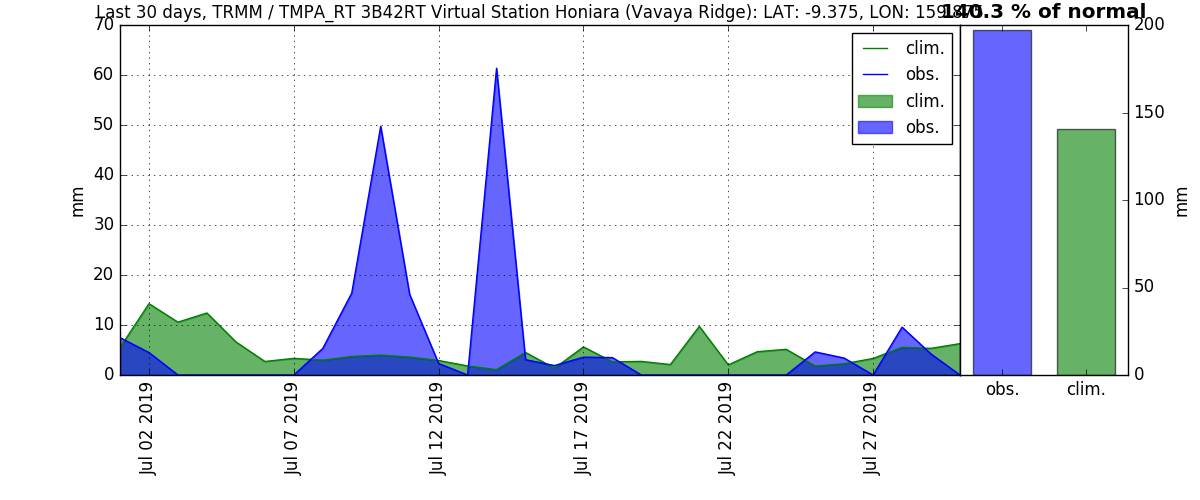 Last 30 days, TRMM / TMPA_RT 3B42RT Virtual Station Honiara (Vavaya Ridge): LAT: -9.375, LON:
140.3 % of normal
70
60
50
40
30
20
10
0
mm
clim.
obs.
clim.
obs.
Jul 02 2019
Jul 07 2019
Jul 12 2019
Jul 17 2019
Jul 22 2019
Jul 27 2019
200
150
100
50
0
mm
obs.
clim.